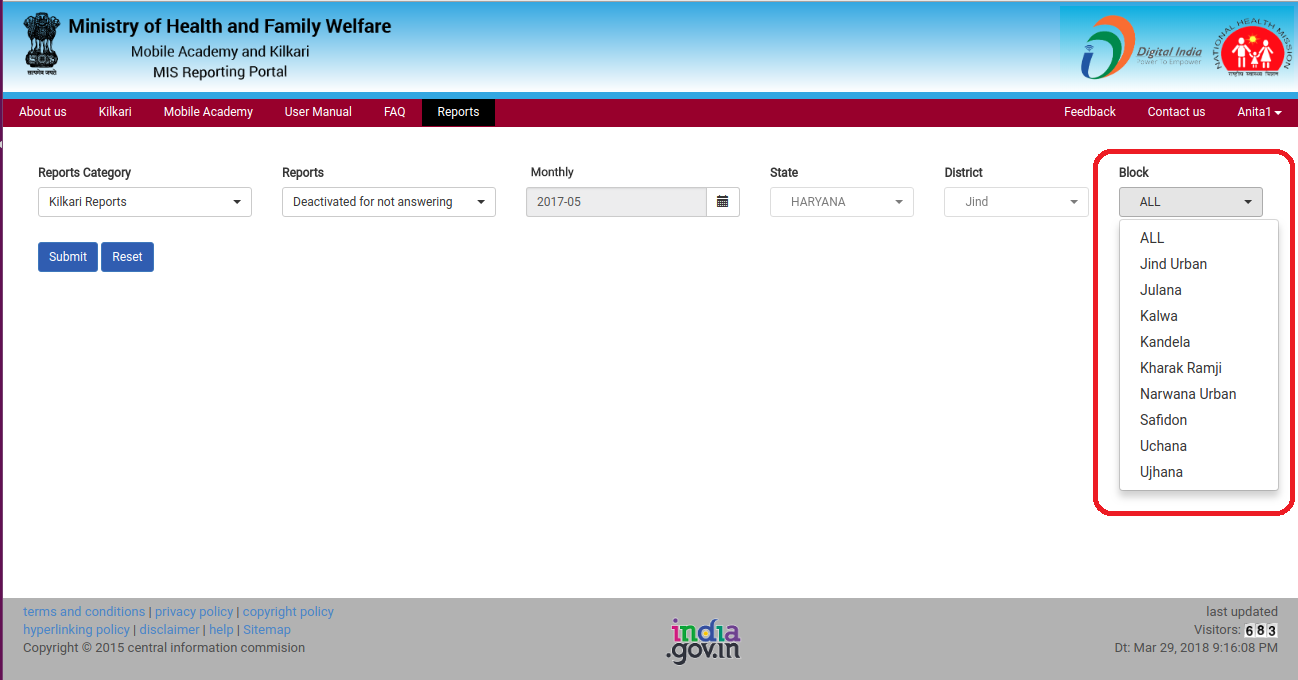 Ministry of Health and Family Welfare
Mobile Academy and Kilkari
MIS Reporting Portal
सत्यमेव जयते
Digital India
Power To Empower
NATIONAL HEALTH MISSION
राष्ट्रीय स्वास्थ्य मिशन
About us Kilkari Mobile Academy User Manual FAQ Reports Feedback Contact us Anita1
Reports Category Reports Monthly State District Block
Kilkari Reports Deactivated for not answering 2017-05 HARYANA Jind ALL
Submit Reset
ALL
Jind Urban
Julana
Kalwa
Kandela
Kharak Ramji
Narwana Urban
Safidon
Uchana
Ujhana
terms and conditions | privacy policy | copyright policy
hyperlinking policy | disclaimer | help | Sitemap
Copyright © 2015 central information commision
india
.gov.in
last updated
Visitors: 683
Dt: Mar 29, 2018 9:16:08 PM